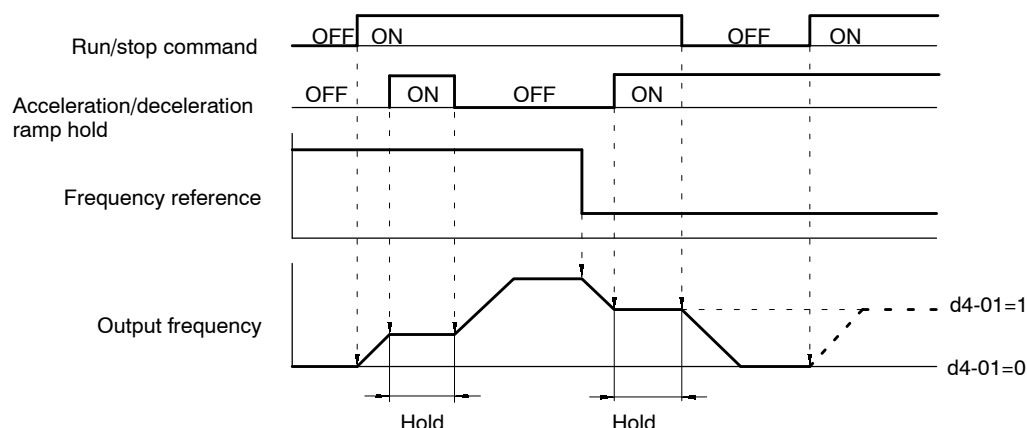 Run/stop command
OFF ON OFF ON
Acceleration/deceleration
ramp hold
OFF ON OFF ON
Frequency reference
Output frequency
d4-01=1
d4-01=0
Hold Hold